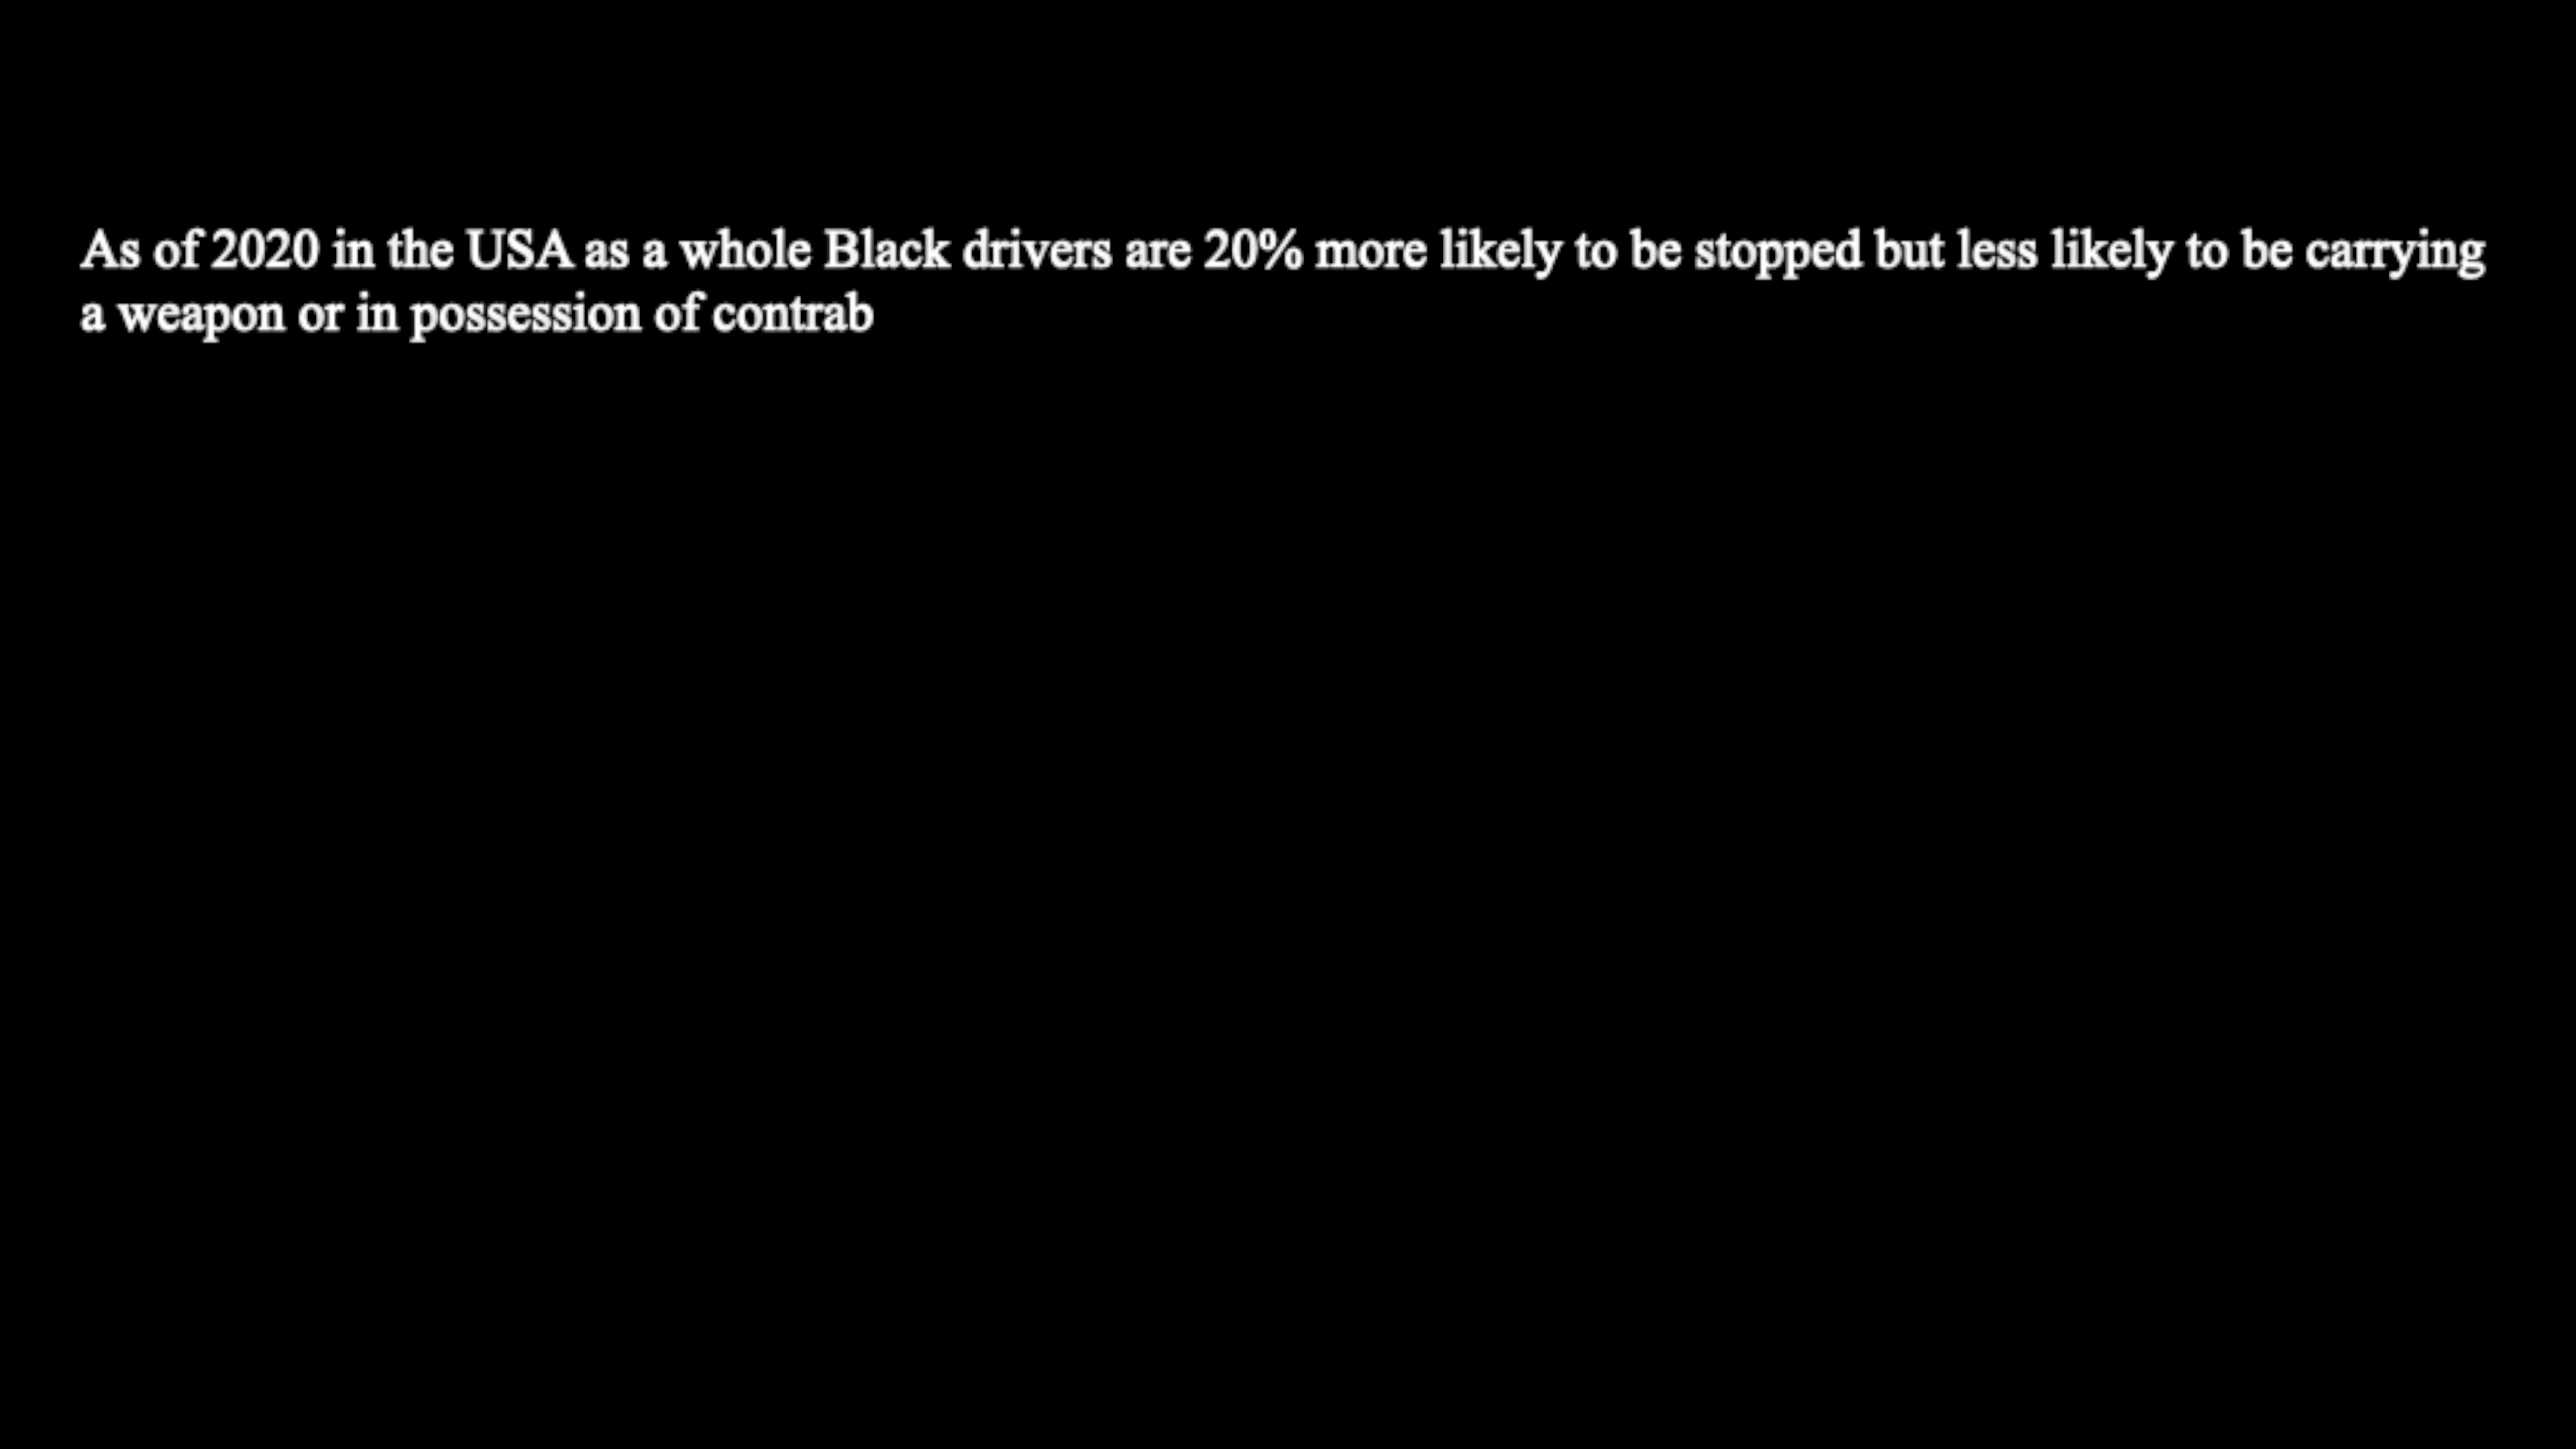 As of 2020 in the USA as a whole Black drivers are 20% more likely to be stopped but less likely to be carrying
a weapon or in possession of contrab